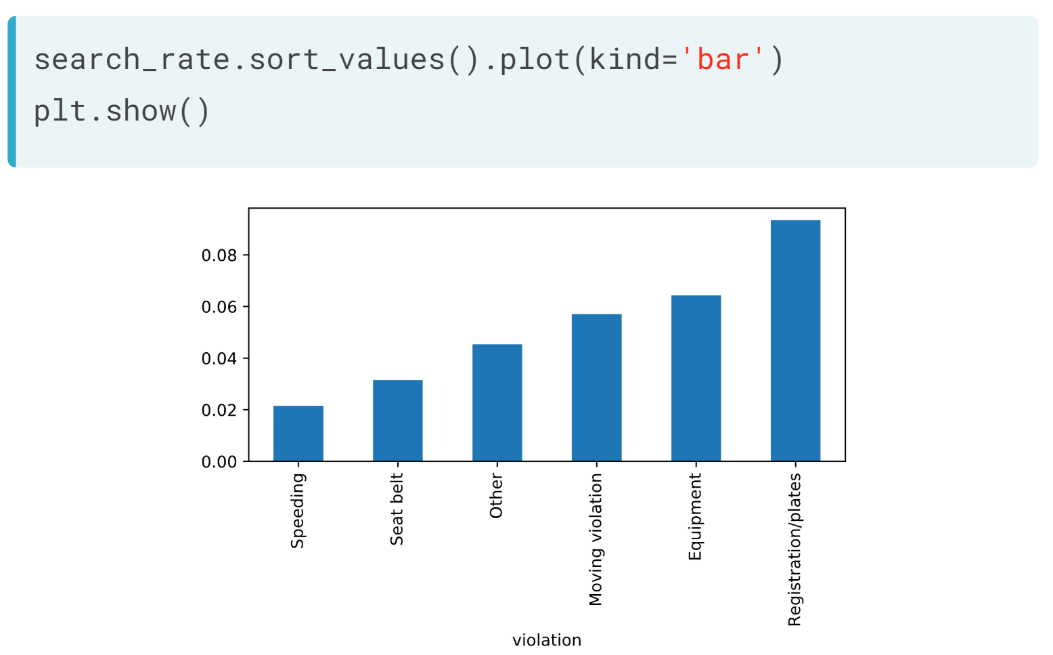 search_rate.sort_values().plot(kind='bar')
plt.show()
0.08
0.06
0.04
0.02
0.00
Speeding
Seat belt
Other
Moving violation
Equipment
Registration/plates
violation